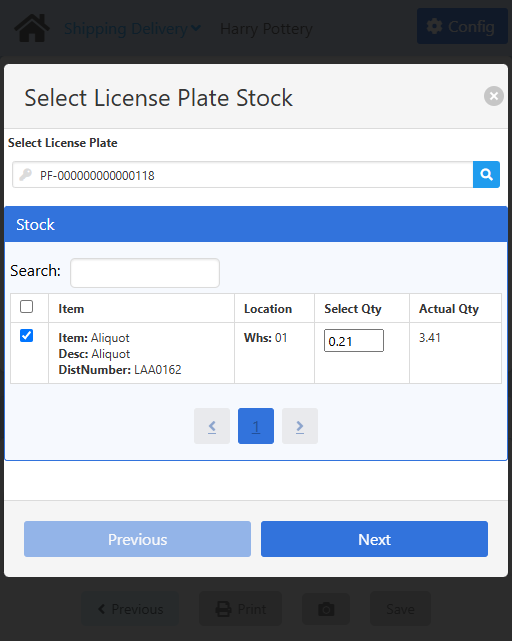 Shipping Delivery Harry Pottery Config
Select License Plate Stock
Select License Plate
PF-000000000000118
Stock
Search:
Item Location Select Qty Actual Qty
Item: Aliquot Whs: 01 0.21 3.41
Desc: Aliquot
DistNumber: LAA0162
1
Previous Next
Previous Print Save